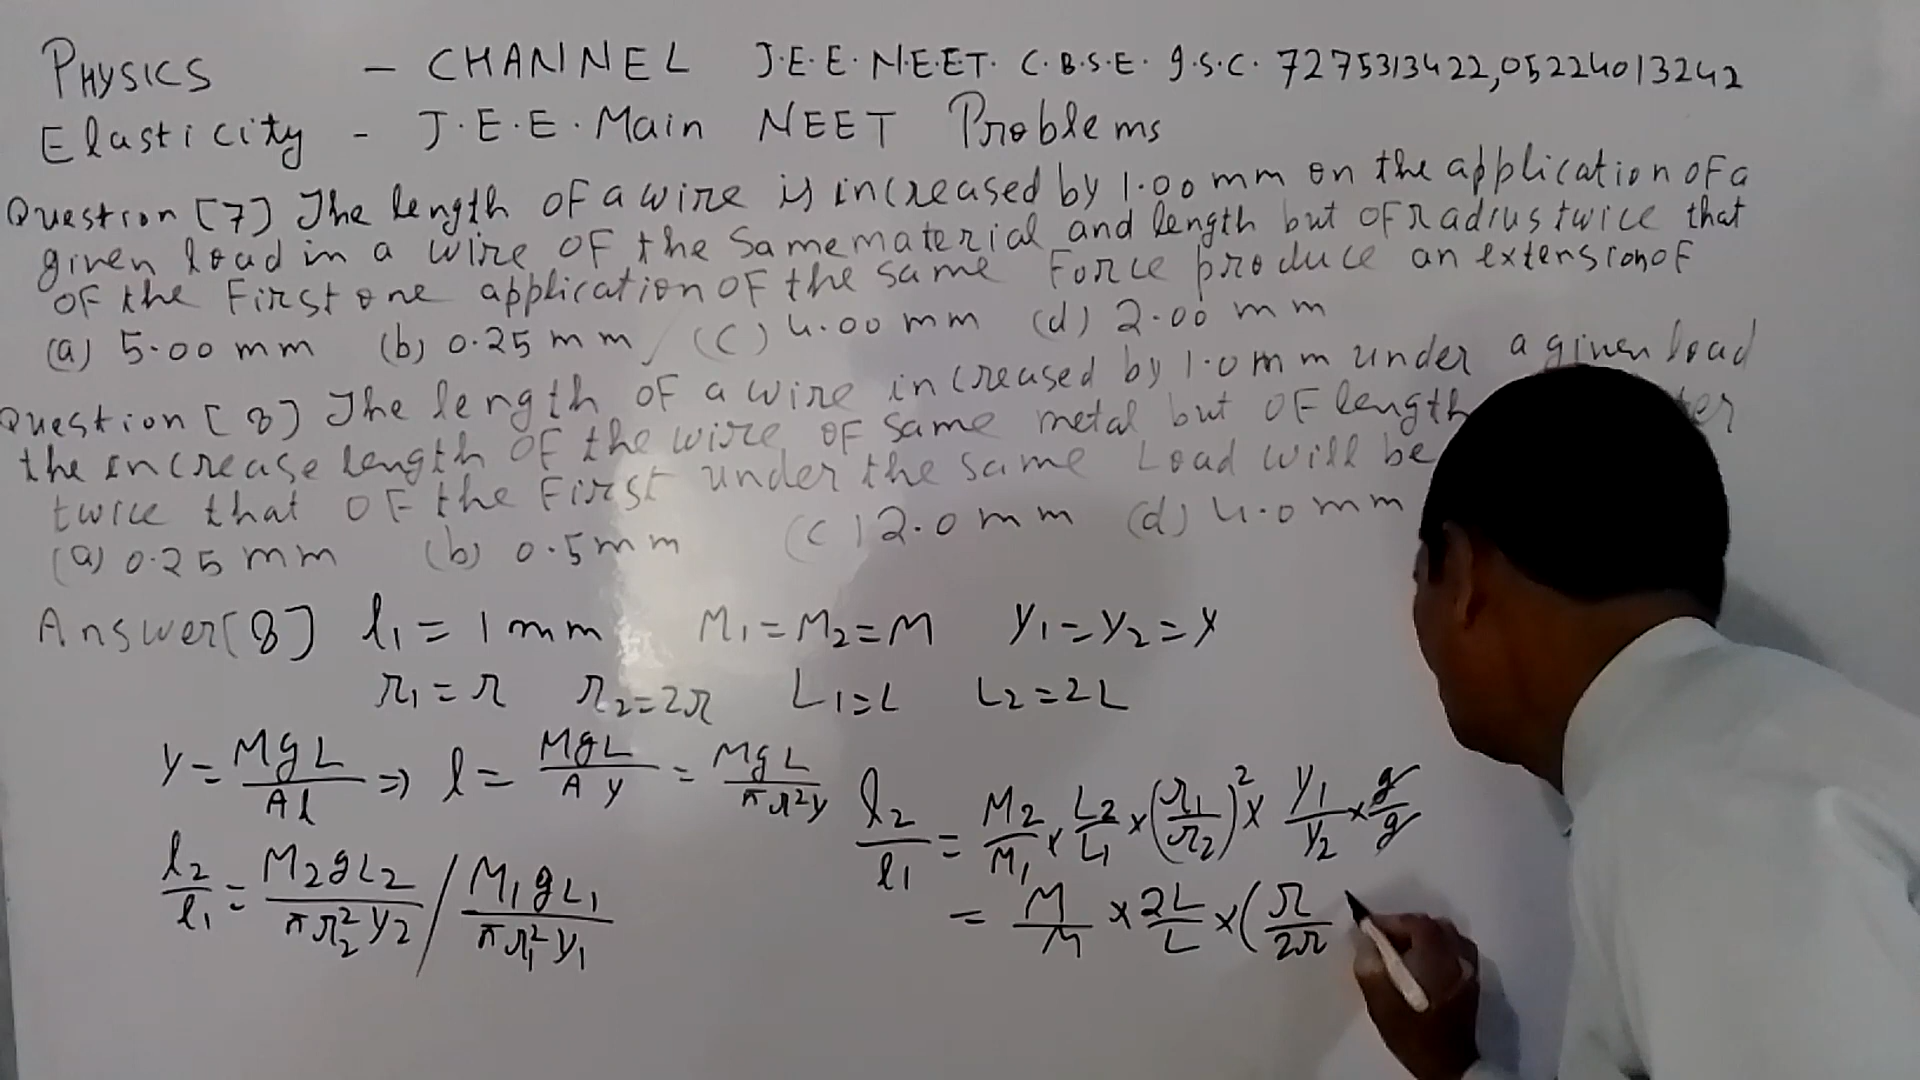 PHYSICS - CHANNEL J.E.E. N.E.E.T. C.B.S.E. g.S.C. 7275313422,05224013242
Elasticity - J.E.E. Main NEET Problems
Question [7] The length OF a wire is increased by 1.00 mm on the application OF a
given load in a wire OF the Same material and length but OF radius twice that
OF the First one application OF the same Force produce an extension OF
(a) 5.00 mm (b) 0.25 mm (c) 4.00 mm (d) 2.00 mm
Question [8] The length OF a wire increased by 1.0 mm under a given load
the increase length OF the wire OF same metal but OF length
twice that OF the First under the same Load will be
(a) 0.25 mm (b) 0.5 mm (c) 2.0 mm (d) 4.0 mm
Answer [8] l₁ = 1 mm M₁ = M₂ = M Y₁ = Y₂ = Y
r₁ = r r₂ = 2r L₁ = L L₂ = 2L
Y = MgL/Al ⇒ l = MgL/AY = MgL/πr²Y
l₂/l₁ = M₂gL₂/πr₂²Y₂ / M₁gL₁/πr₁²Y₁
l₂/l₁ = M₂/M₁ × L₂/L₁ × (r₁/r₂)² × Y₁/Y₂ × g/g
= M/M × 2L/L × (r/2r